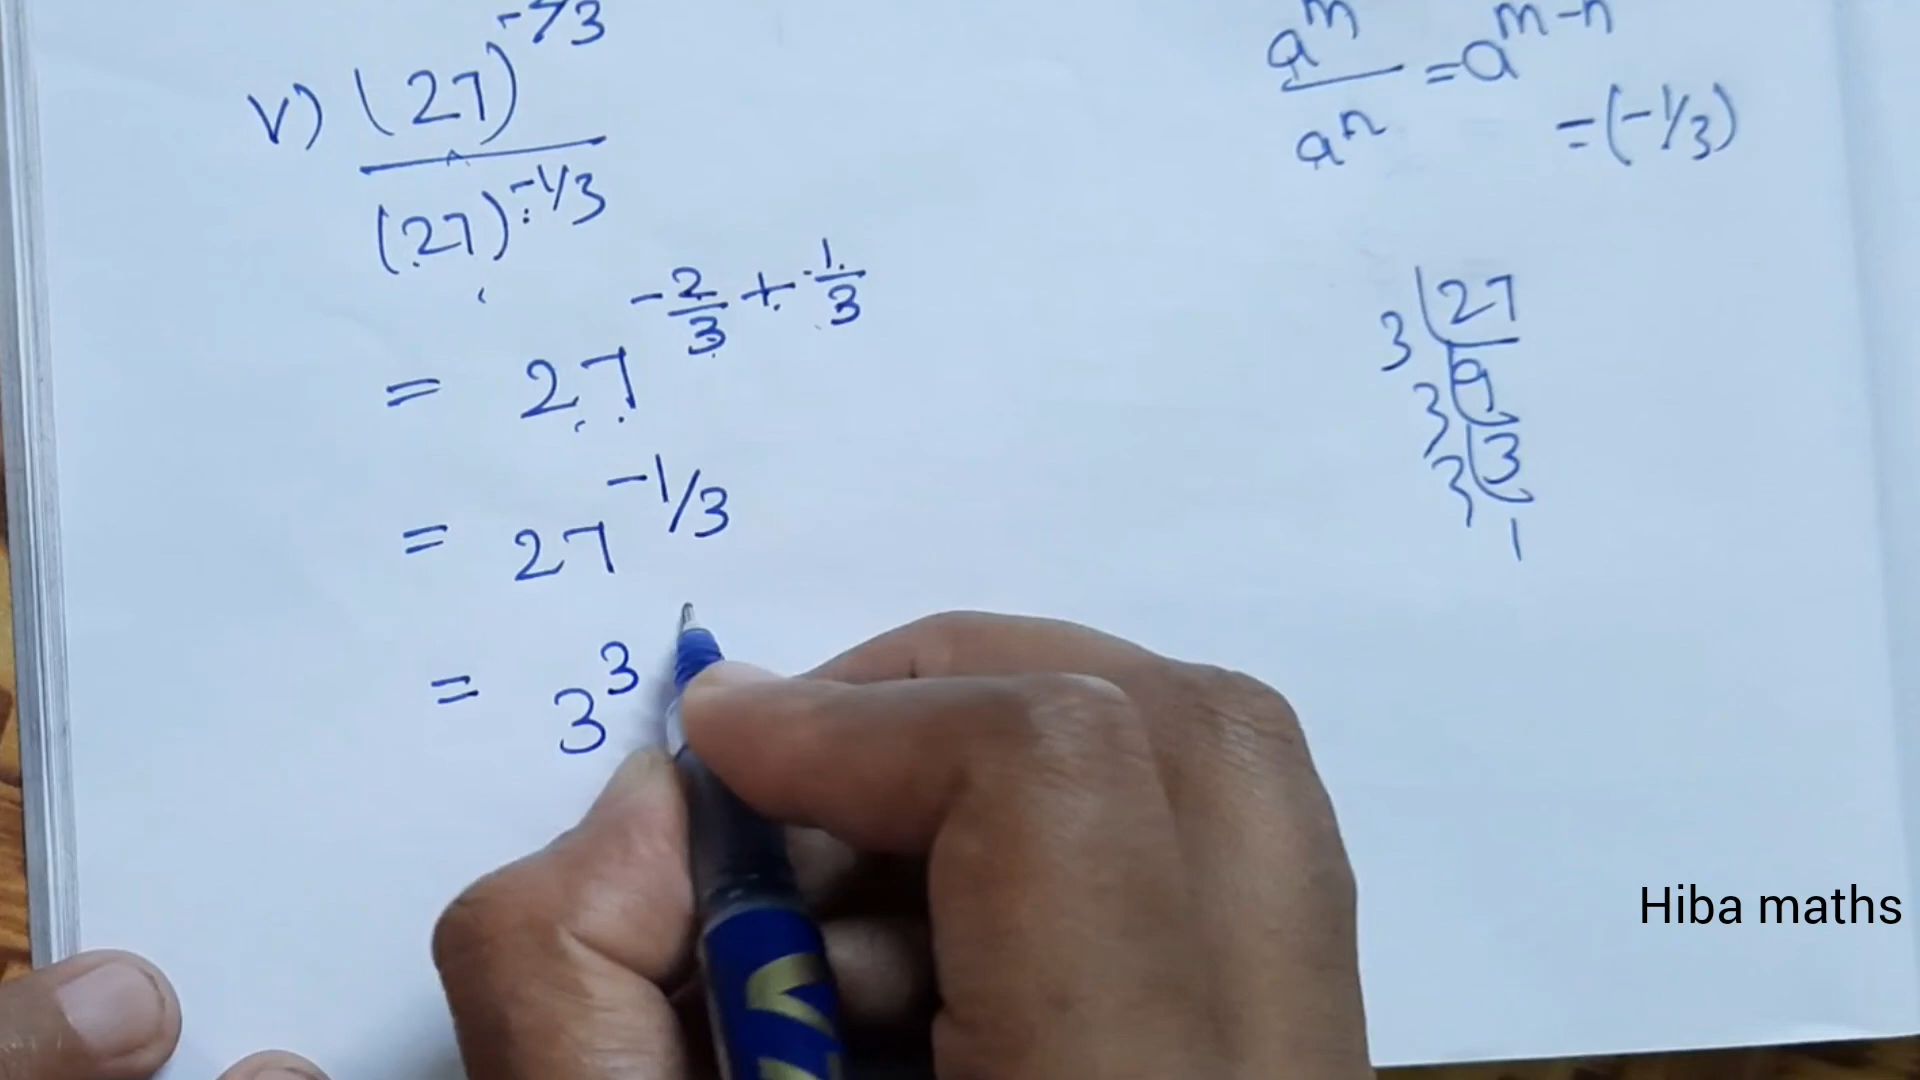 v) (27)^-2/3
(27)^-1/3
= 27^-2/3 + 1/3
= 27^-1/3
= 3^3
a^m/a^n = a^m-n
= (-1/3)
3 | 27
3 | 9
3 | 3
1
Hiba maths